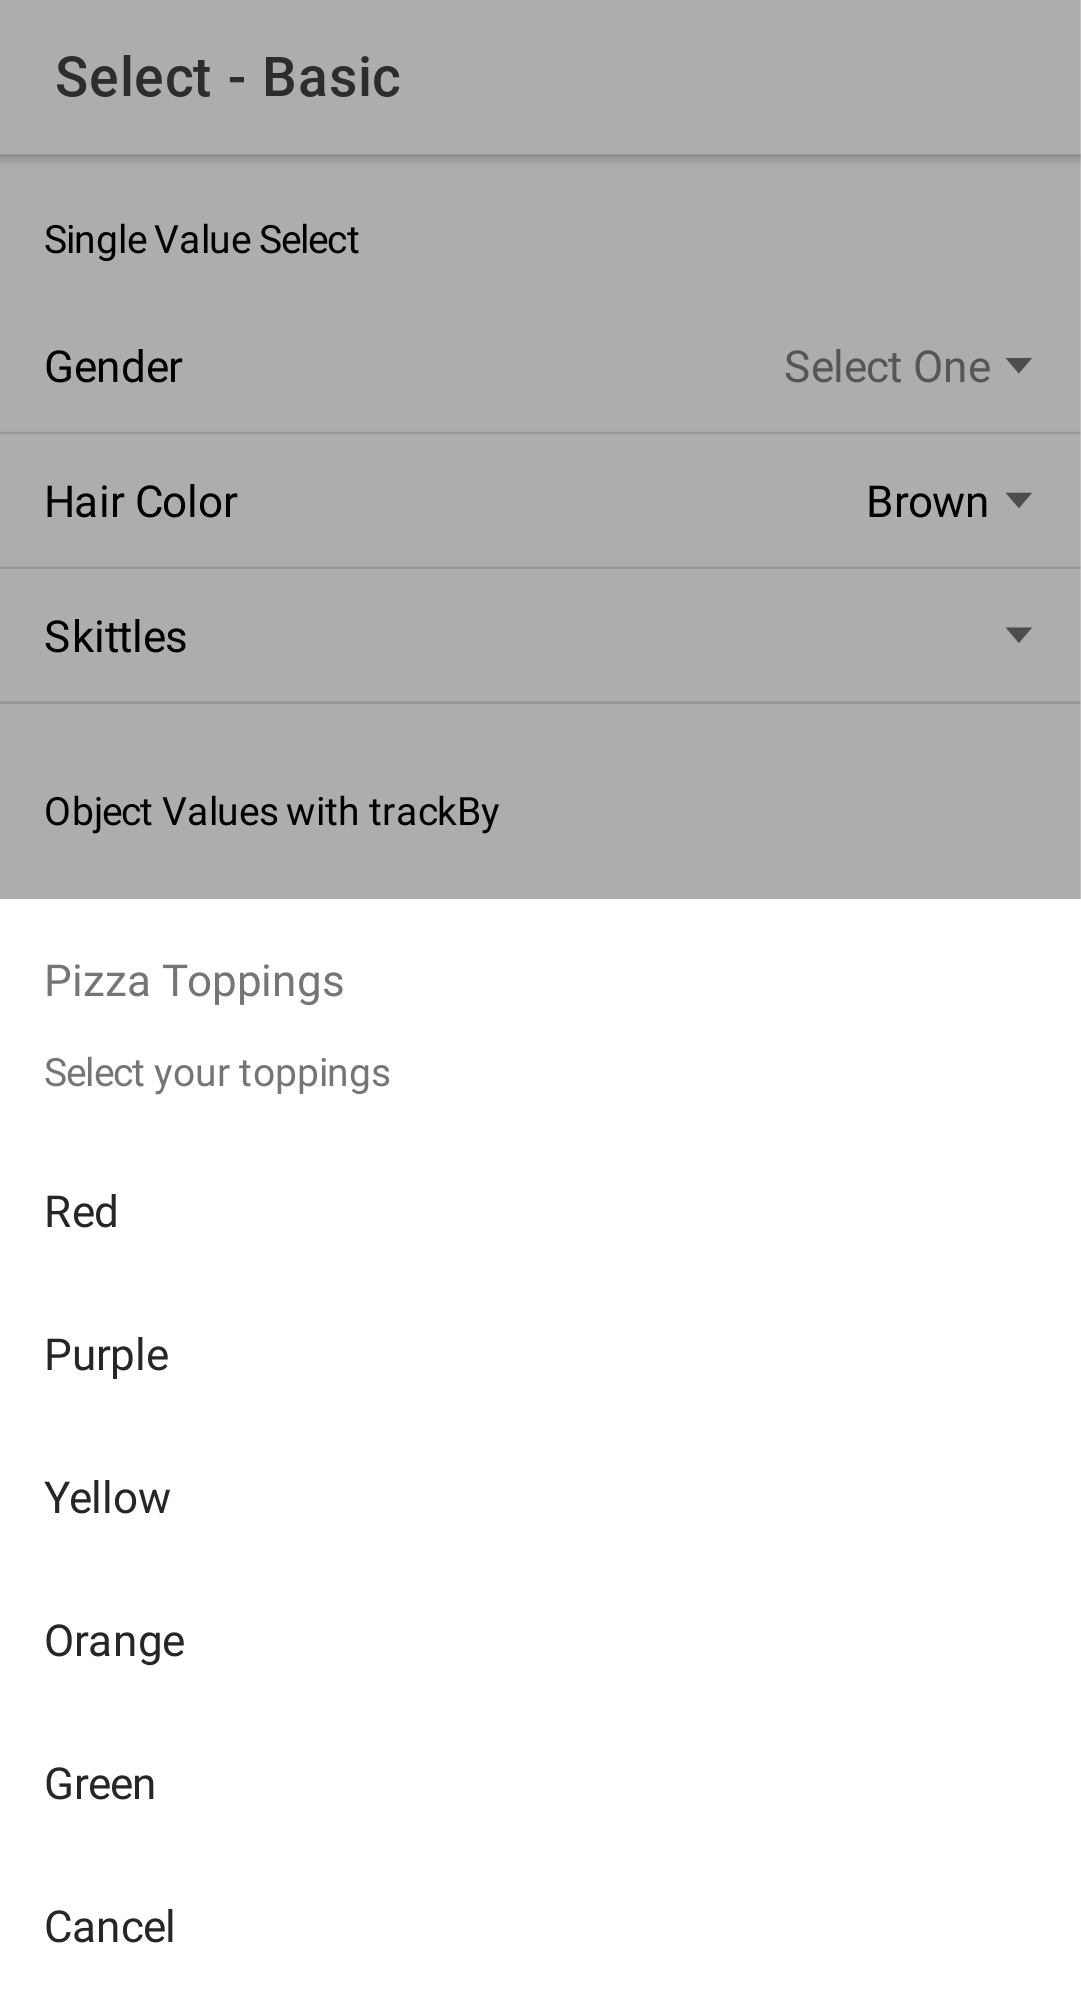 Select - Basic
Single Value Select
Gender Select One
Hair Color Brown
Skittles
Object Values with trackBy
Pizza Toppings
Select your toppings
Red
Purple
Yellow
Orange
Green
Cancel